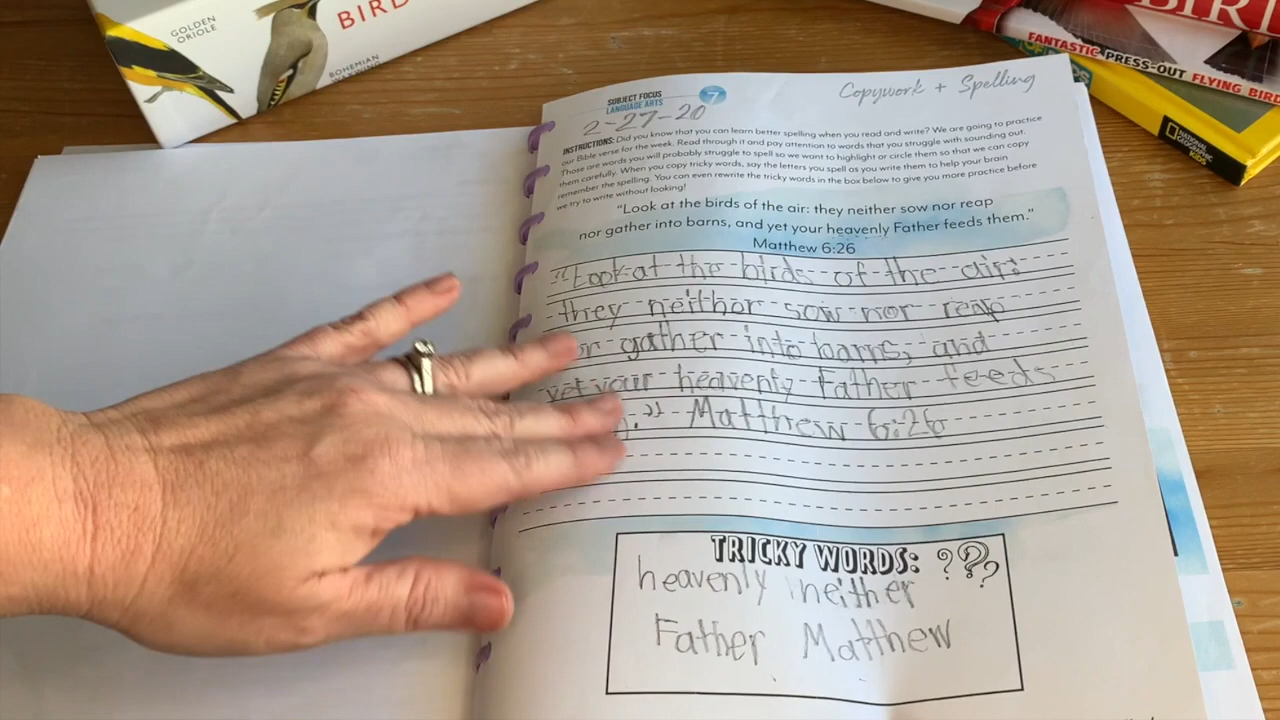 GOLDEN
ORIOLE
BIRD
BOHEMIAN
WAXWING
BIRD
FANTASTIC PRESS-OUT FLYING BIRD
NATIONAL
GEOGRAPHIC
KiDS
SUBJECT FOCUS
LANGUAGE ARTS
7
Copywork + Spelling
2-27-20
INSTRUCTIONS: Did you know that you can learn better spelling when you read and write? We are going to practice
our Bible verse for the week. Read through it and pay attention to words that you struggle with sounding out.
Those are words you will probably struggle to spell so we want to highlight or circle them so that we can copy
them carefully. When you copy tricky words, say the letters you spell as you write them to help your brain
remember the spelling. You can even rewrite the tricky words in the box below to give you more practice before
we try to write without looking!
"Look at the birds of the air: they neither sow nor reap
nor gather into barns, and yet your heavenly Father feeds them."
Matthew 6:26
"Look at the birds of the air:
they neithor sow nor reap
or gather into barns, and
yet your heavenly Father feeds
." Matthew 6:26
TRICKY WORDS: ???
heavenly neither
Father Matthew